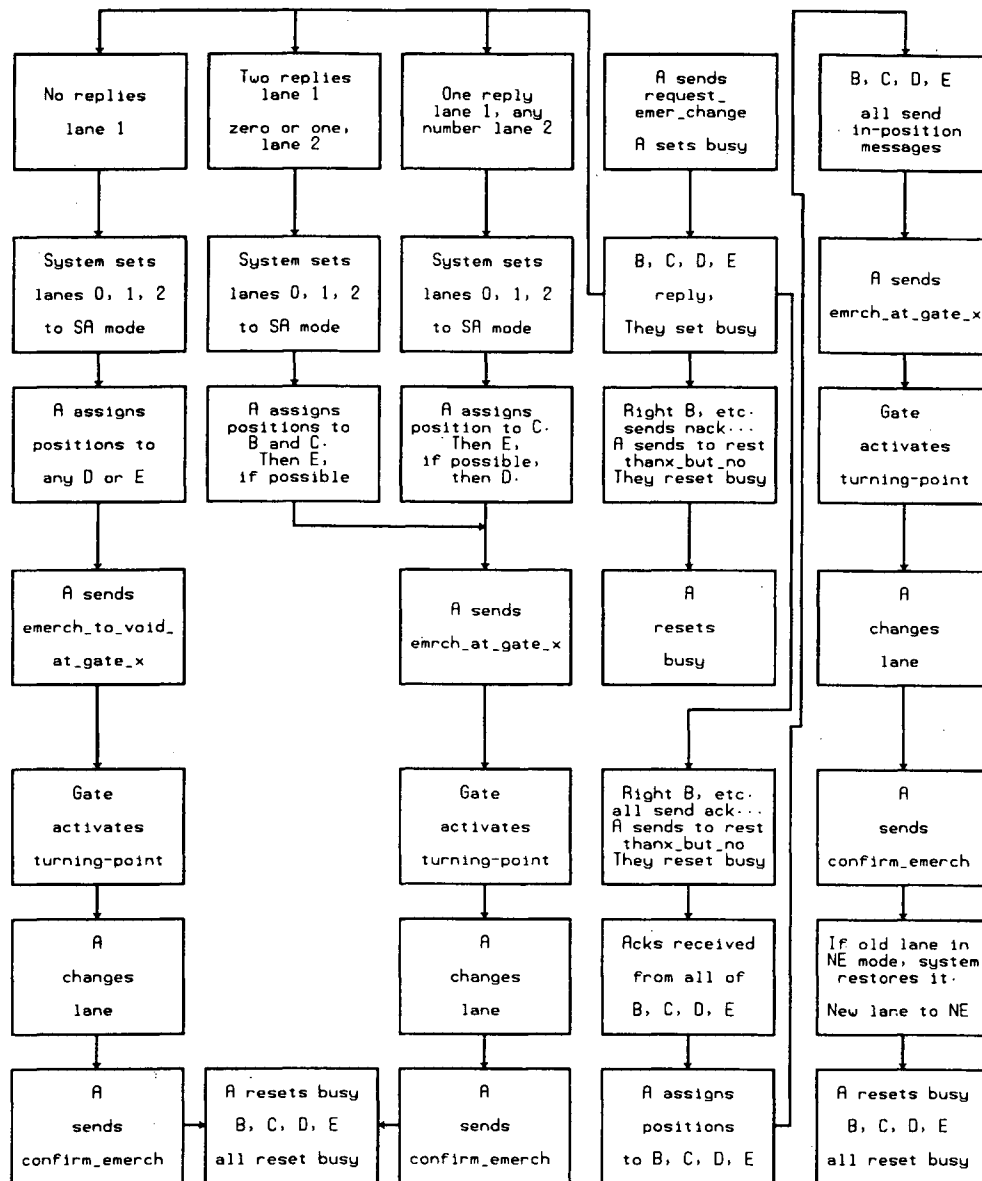 No replies
lane 1
System sets
lanes 0, 1, 2
to SA mode
A assigns
positions to
any D or E
A sends
emerch_to_void_
at_gate_x
Gate
activates
turning-point
A
changes
lane
A
sends
confirm_emerch
Two replies
lane 1
zero or one,
lane 2
System sets
lanes 0, 1, 2
to SA mode
A assigns
positions to
B and C.
Then E,
if possible
A resets busy
B, C, D, E
all reset busy
One reply
lane 1, any
number lane 2
System sets
lanes 0, 1, 2
to SA mode
A assigns
position to C.
Then E,
if possible,
then D.
A sends
emrch_at_gate_x
Gate
activates
turning-point
A
changes
lane
A
sends
confirm_emerch
A sends
request_
emer_change
A sets busy
B, C, D, E
reply,
They set busy
Right B, etc.
sends nack...
A sends to rest
thanx_but_no
They reset busy
A
resets
busy
Right B, etc.
all send ack...
A sends to rest
thanx_but_no
They reset busy
Acks received
from all of
B, C, D, E
A assigns
positions
to B, C, D, E
B, C, D, E
all send
in-position
messages
A sends
emrch_at_gate_x
Gate
activates
turning-point
A
changes
lane
A
sends
confirm_emerch
If old lane in
NE mode, system
restores it.
New lane to NE
A resets busy
B, C, D, E
all reset busy